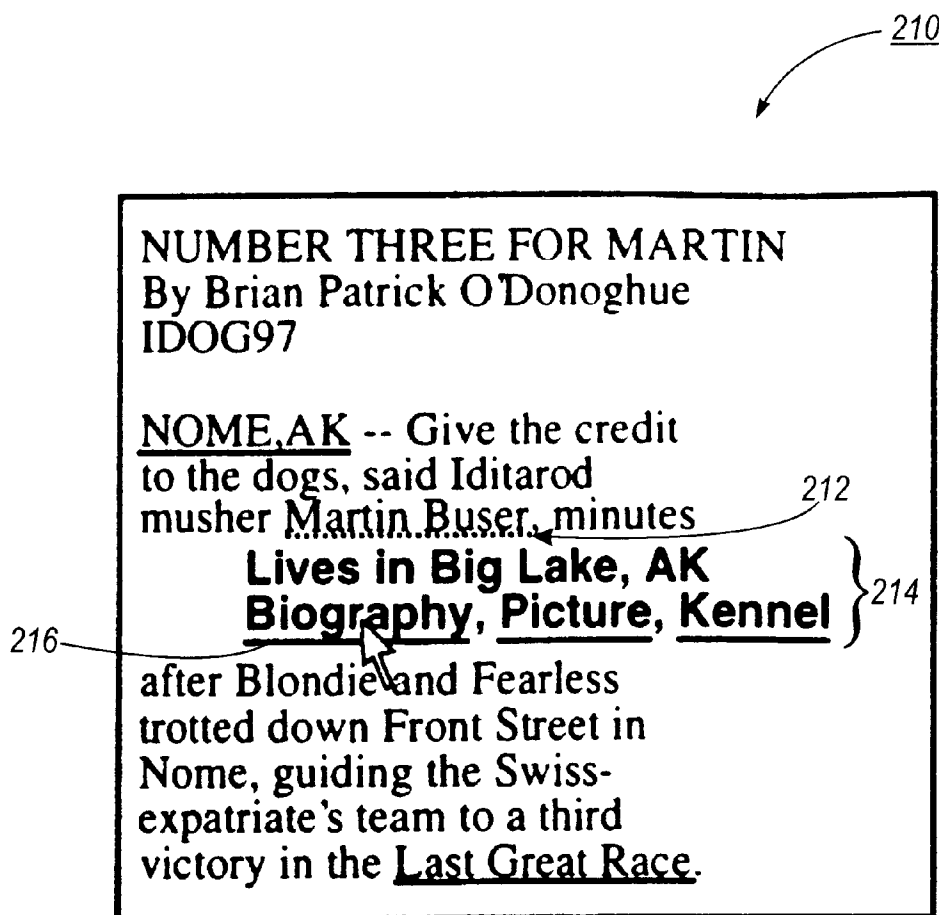 210
NUMBER THREE FOR MARTIN
By Brian Patrick O'Donoghue
IDOG97
NOME,AK -- Give the credit
to the dogs, said Iditarod
musher Martin Buser, minutes
212
Lives in Big Lake, AK
Biography, Picture, Kennel
214
216
after Blondie and Fearless
trotted down Front Street in
Nome, guiding the Swiss-
expatriate's team to a third
victory in the Last Great Race.